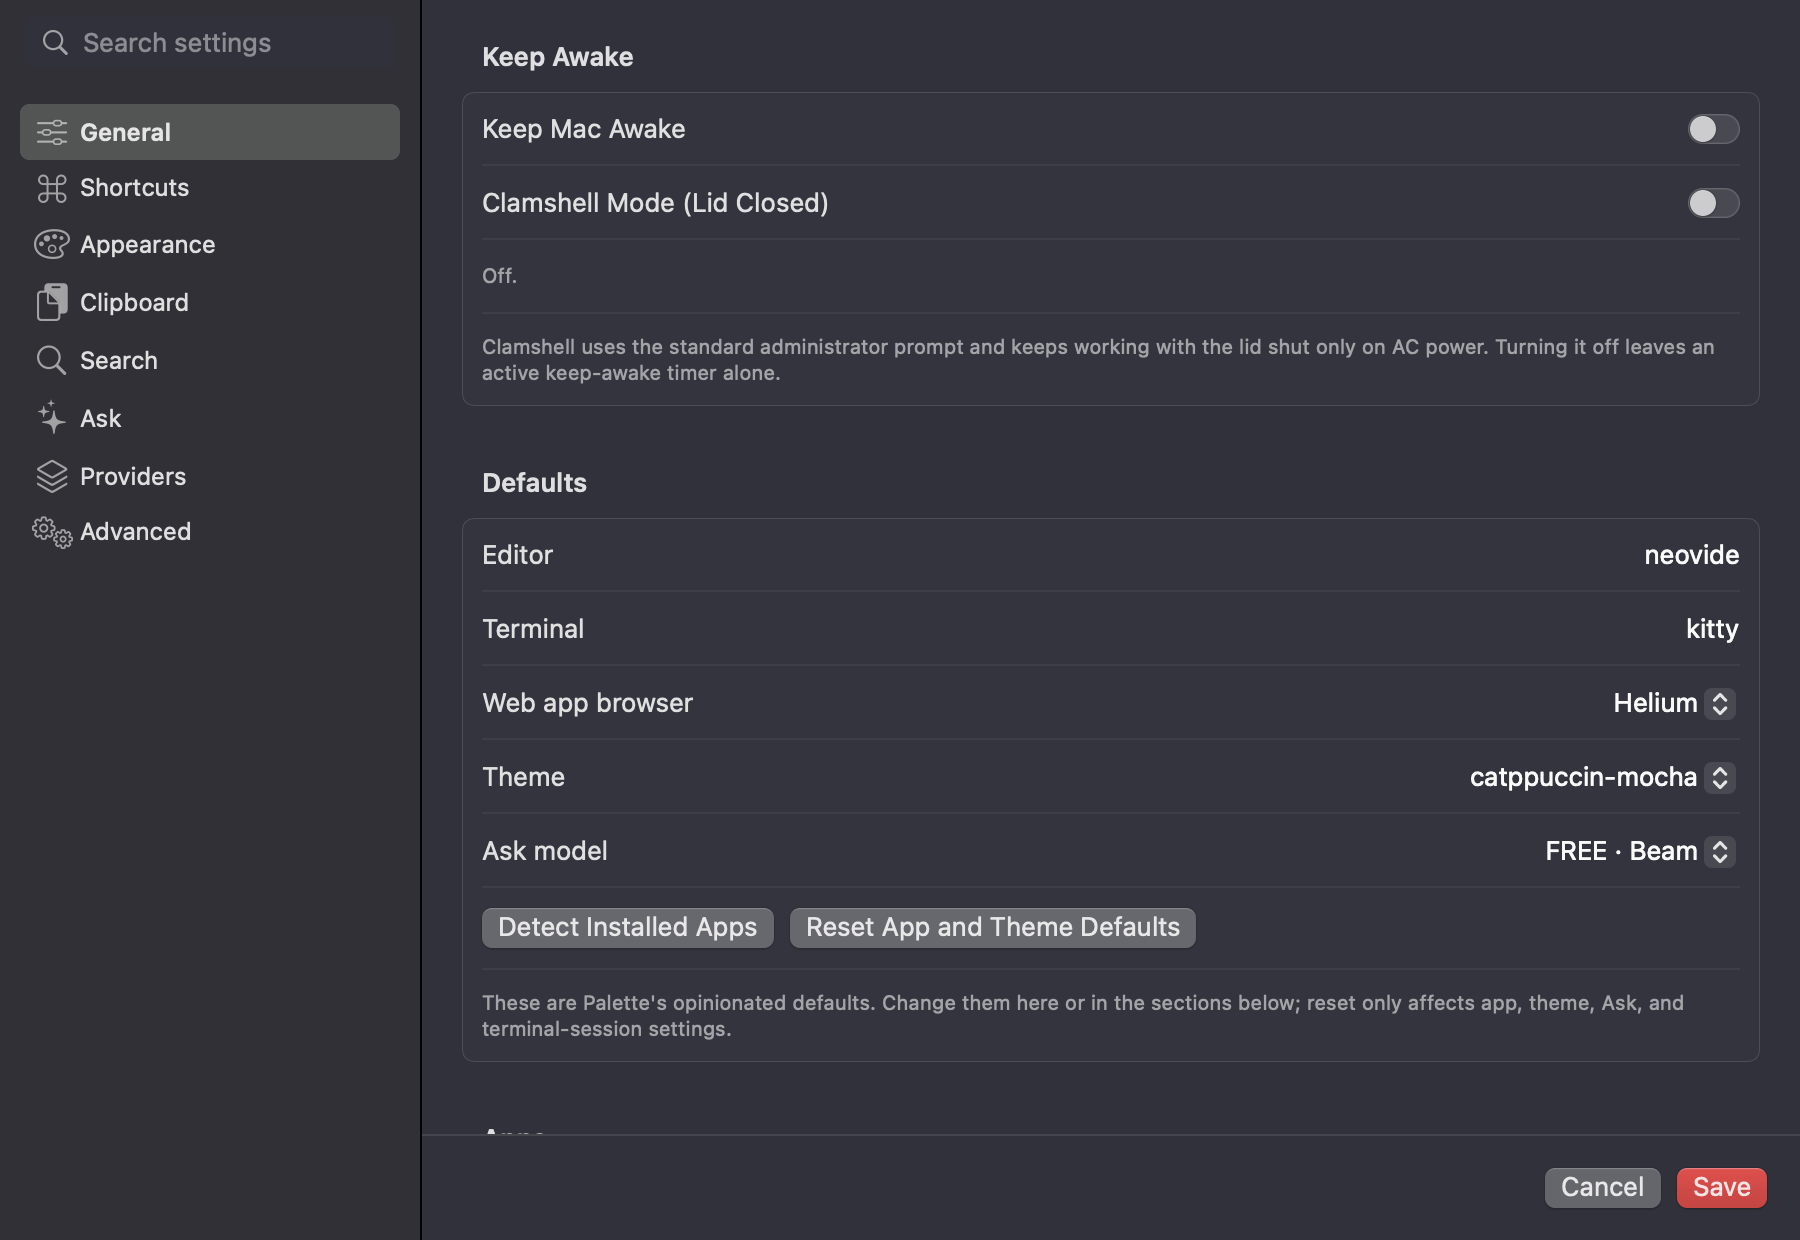 Search settings
General
Shortcuts
Appearance
Clipboard
Search
Ask
Providers
Advanced
Keep Awake
Keep Mac Awake
Clamshell Mode (Lid Closed)
Off.
Clamshell uses the standard administrator prompt and keeps working with the lid shut only on AC power. Turning it off leaves an
active keep-awake timer alone.
Defaults
Editor neovide
Terminal kitty
Web app browser Helium
Theme catppuccin-mocha
Ask model FREE · Beam
Detect Installed Apps Reset App and Theme Defaults
These are Palette's opinionated defaults. Change them here or in the sections below; reset only affects app, theme, Ask, and
terminal-session settings.
Cancel Save